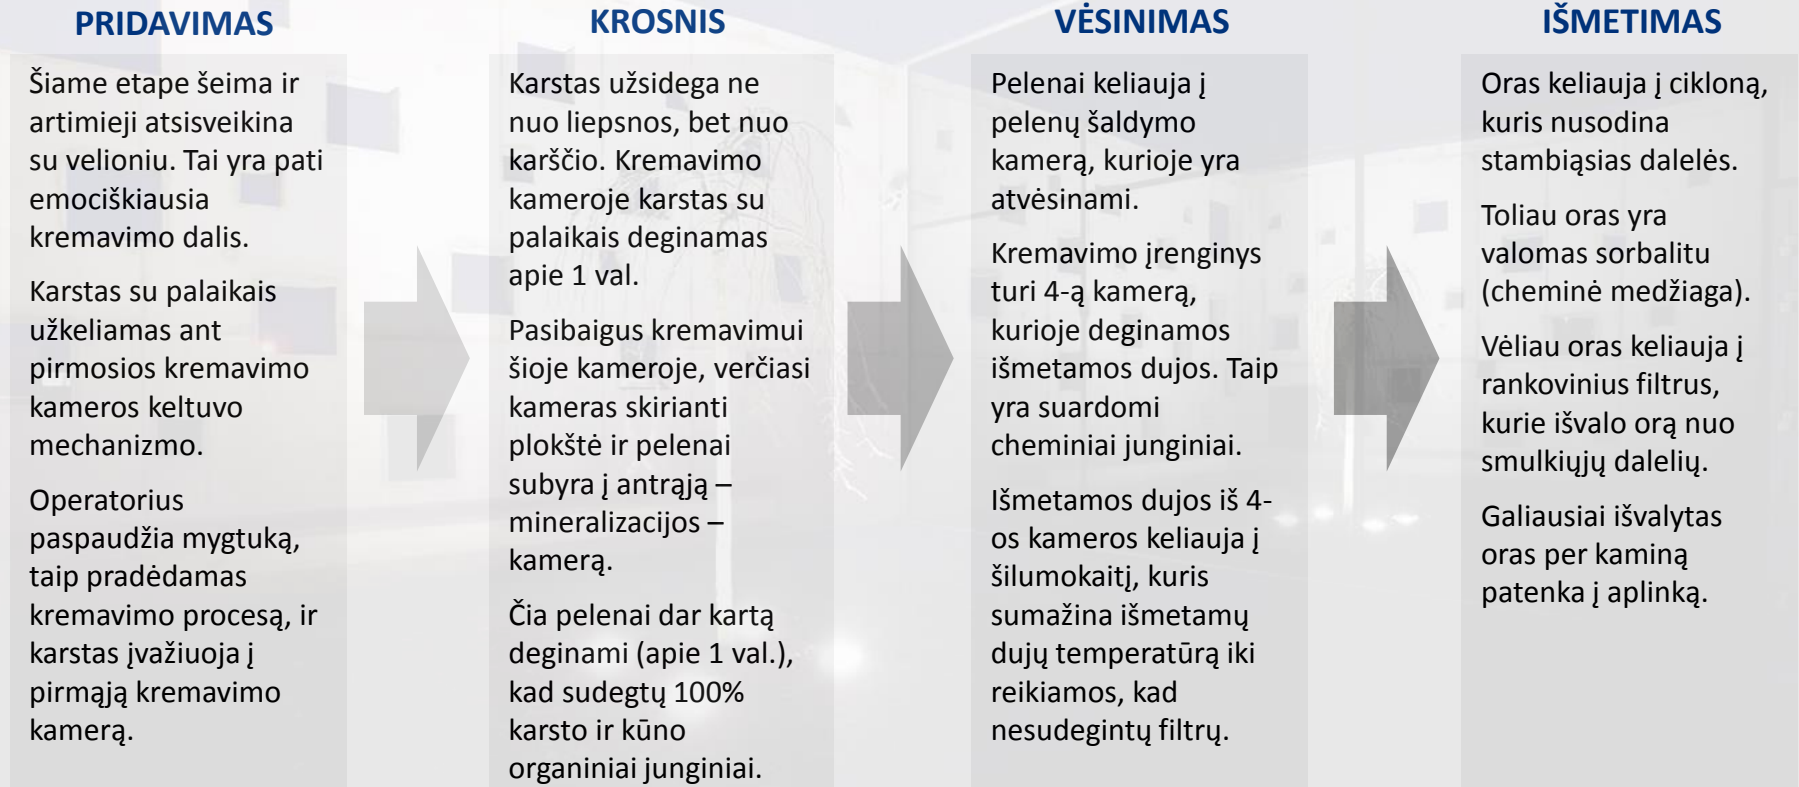 PRIDAVIMAS
Šiame etape šeima ir
artimieji atsisveikina
su velioniu. Tai yra pati
emociškiausia
kremavimo dalis.
Karstas su palaikais
užkeliamas ant
pirmosios kremavimo
kameros keltuvo
mechanizmo.
Operatorius
paspaudžia mygtuką,
taip pradėdamas
kremavimo procesą, ir
karstas įvažiuoja į
pirmąją kremavimo
kamerą.
KROSNIS
Karstas užsidega ne
nuo liepsnos, bet nuo
karščio. Kremavimo
kameroje karstas su
palaikais deginamas
apie 1 val.
Pasibaigus kremavimui
šioje kameroje, verčiasi
kameras skirianti
plokštė ir pelenai
subyra į antrąją –
mineralizacijos –
kamerą.
Čia pelenai dar kartą
deginami (apie 1 val.),
kad sudegtų 100%
karsto ir kūno
organiniai junginiai.
VĖSINIMAS
Pelenai keliauja į
pelenų šaldymo
kamerą, kurioje yra
atvėsinami.
Kremavimo įrenginys
turi 4-ą kamerą,
kurioje deginamos
išmetamos dujos. Taip
yra suardomi
cheminiai junginiai.
Išmetamos dujos iš 4-
os kameros keliauja į
šilumokaitį, kuris
sumažina išmetamų
dujų temperatūrą iki
reikiamos, kad
nesudegintų filtrų.
IŠMETIMAS
Oras keliauja į cikloną,
kuris nusodina
stambiąsias dalelės.
Toliau oras yra
valomas sorbalitu
(cheminė medžiaga).
Vėliau oras keliauja į
rankovinius filtrus,
kurie išvalo orą nuo
smulkiųjų dalelių.
Galiausiai išvalytas
oras per kaminą
patenka į aplinką.